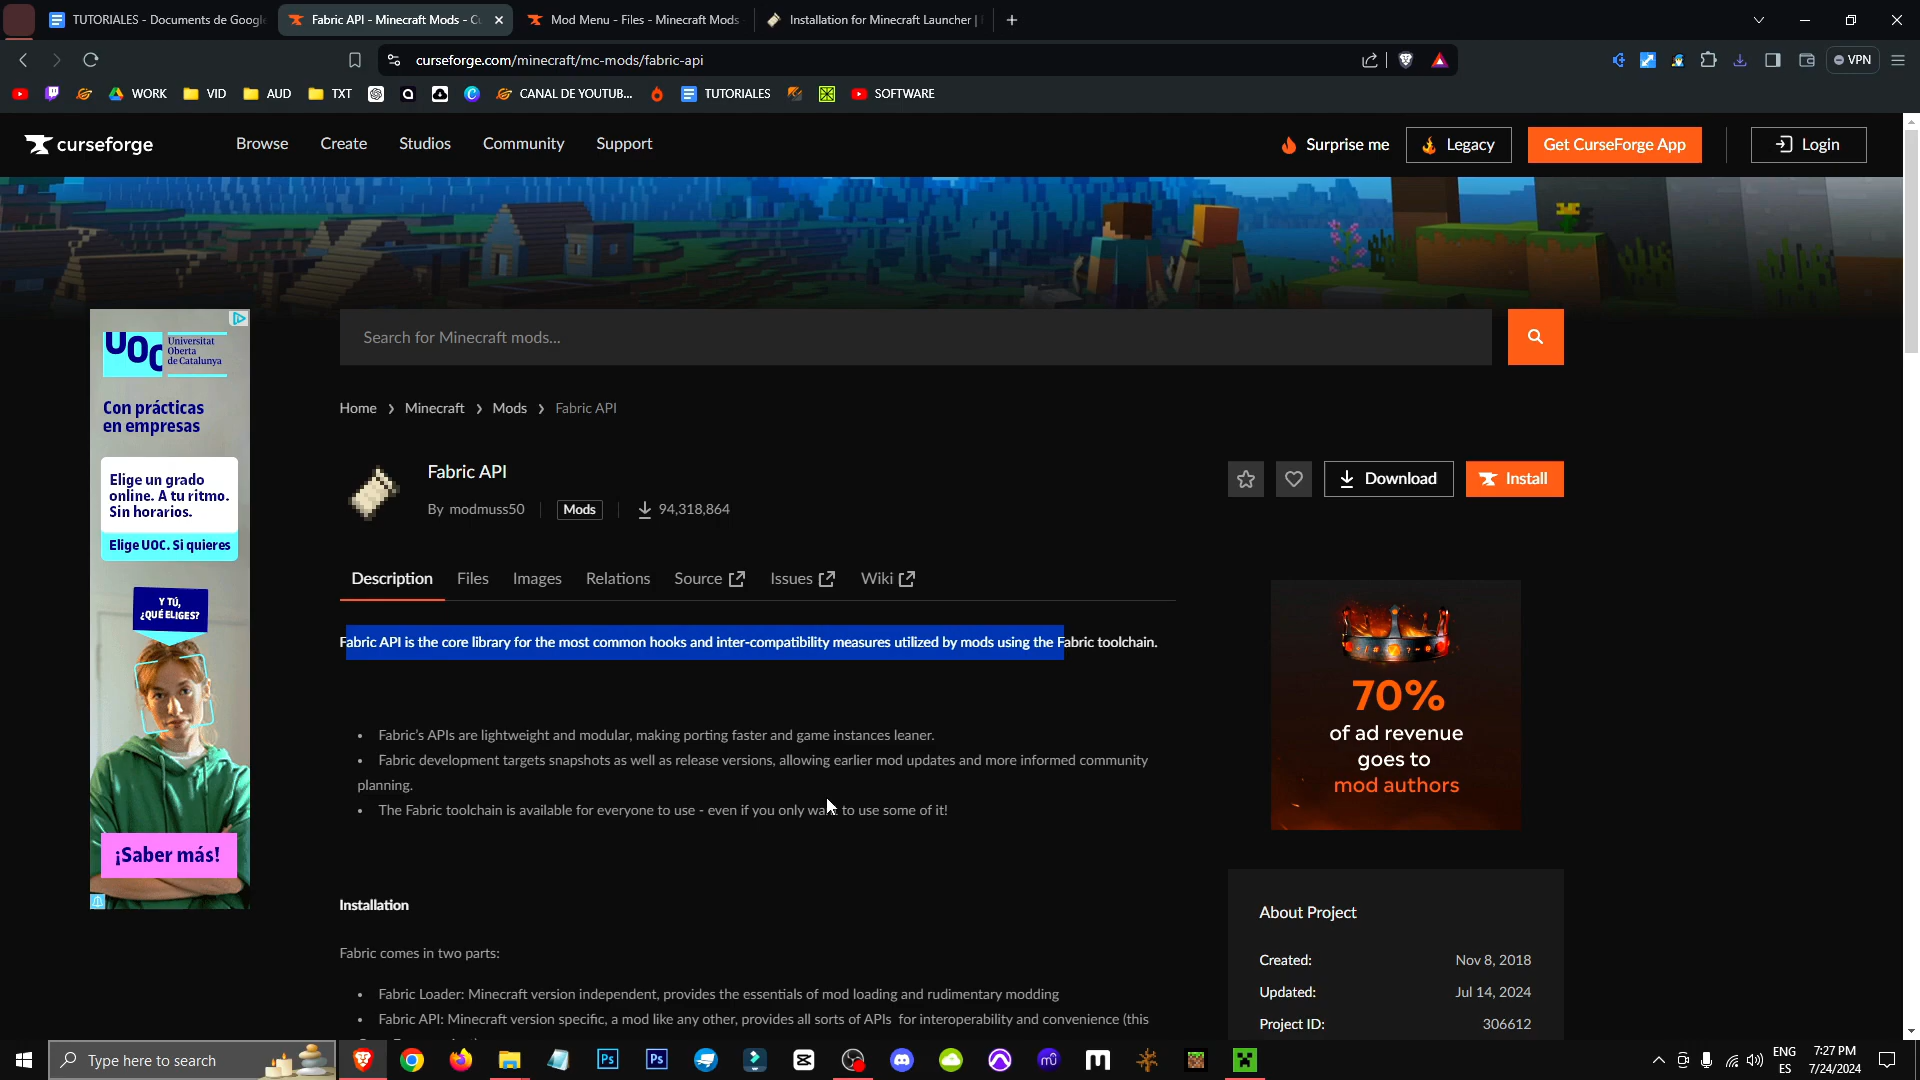 TUTORIALES - Documentos de Google
Fabric API - Minecraft Mods - Cu
Mod Menu - Files - Minecraft Mods
Installation for Minecraft Launcher |
curseforge.com/minecraft/mc-mods/fabric-api
VPN
WORK
VID
AUD
TXT
CANAL DE YOUTUB...
TUTORIALES
SOFTWARE
curseforge
Browse
Create
Studios
Community
Support
Surprise me
Legacy
Get CurseForge App
Login
UOC
Universitat
Oberta
de Catalunya
Con prácticas
en empresas
Elige un grado
online. A tu ritmo.
Sin horarios.
Elige UOC. Si quieres
Y TÚ,
¿QUÉ ELIGES?
¡Saber más!
Search for Minecraft mods...
Home > Minecraft > Mods > Fabric API
Fabric API
By modmuss50
Mods
94,318,864
Download
Install
Description
Files
Images
Relations
Source
Issues
Wiki
Fabric API is the core library for the most common hooks and inter-compatibility measures utilized by mods using the Fabric toolchain.
• Fabric's APIs are lightweight and modular, making porting faster and game instances leaner.
• Fabric development targets snapshots as well as release versions, allowing earlier mod updates and more informed community
planning.
• The Fabric toolchain is available for everyone to use - even if you only want to use some of it!
Installation
Fabric comes in two parts:
• Fabric Loader: Minecraft version independent, provides the essentials of mod loading and rudimentary modding
• Fabric API: Minecraft version specific, a mod like any other, provides all sorts of APIs for interoperability and convenience (this
70%
of ad revenue
goes to
mod authors
About Project
Created: Nov 8, 2018
Updated: Jul 14, 2024
Project ID: 306612
Type here to search
Ps
Ps
ENG
ES
7:27 PM
7/24/2024